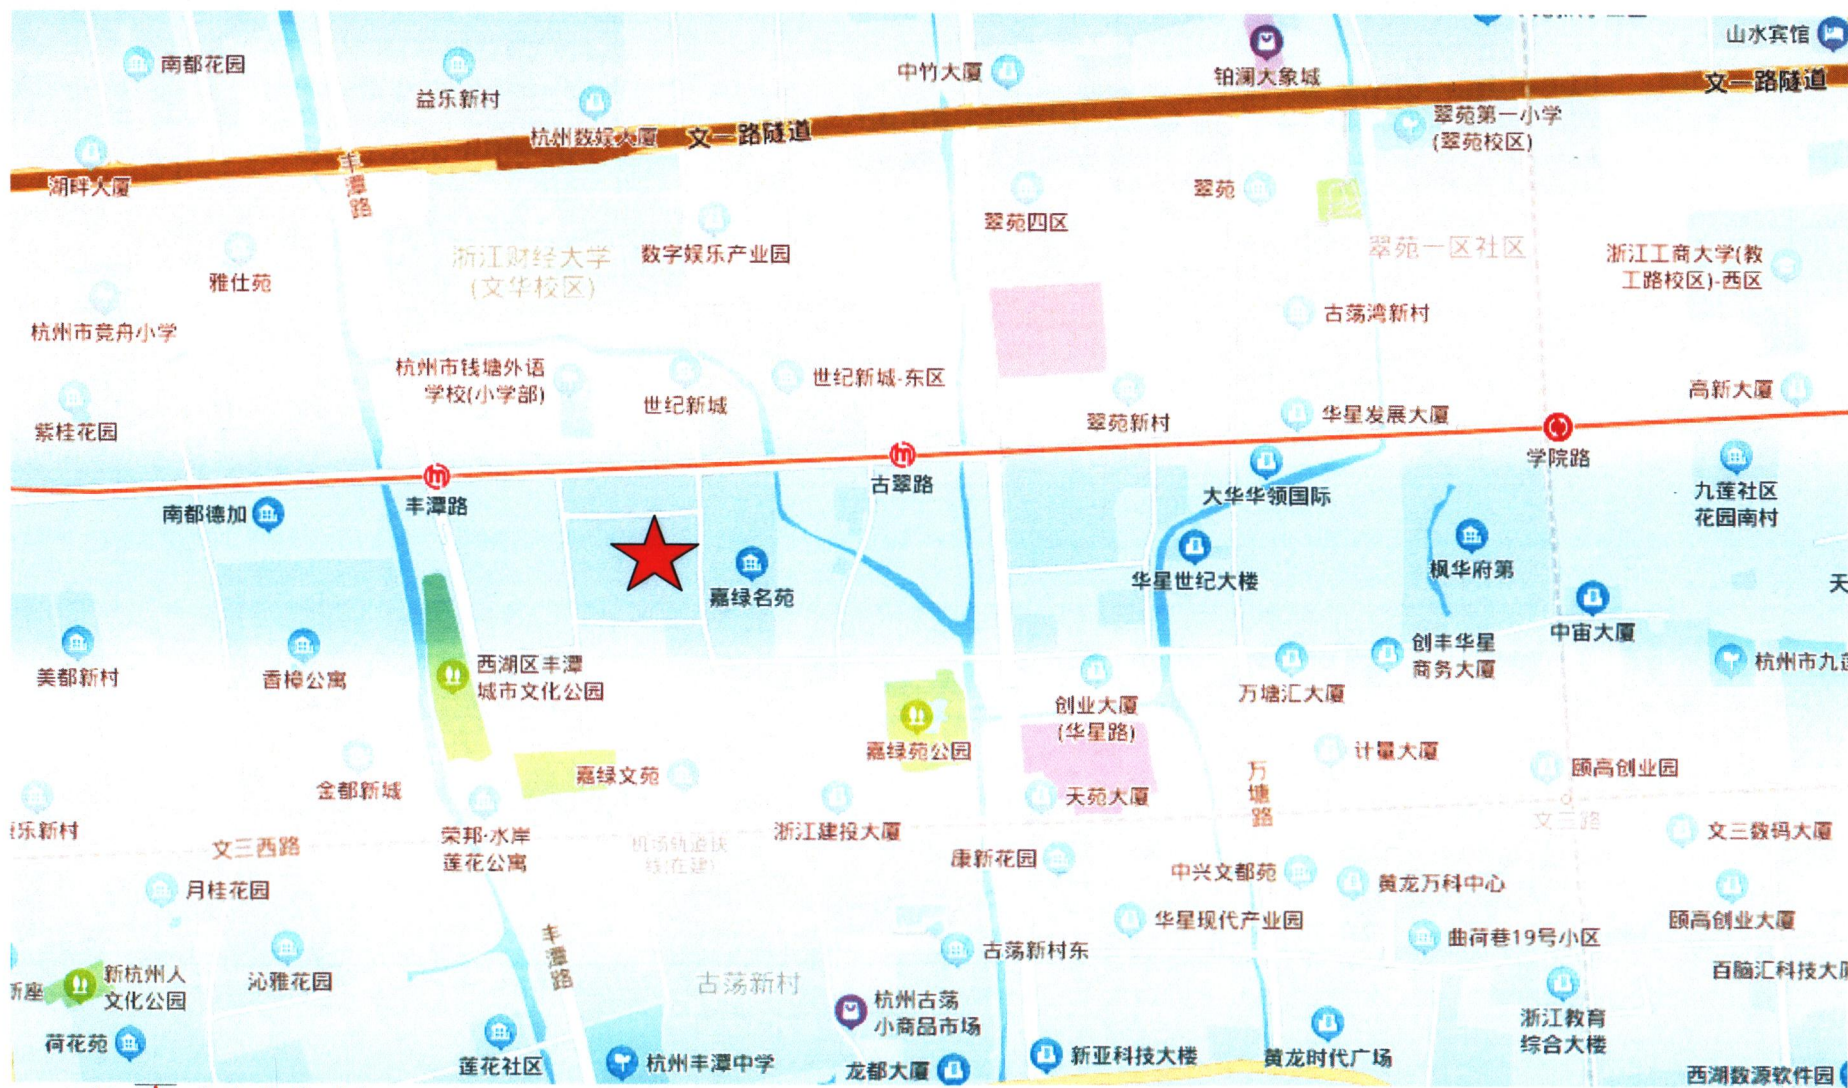 山水宾馆
南都花园
中竹大厦
益乐新村
铂澜大象城
文一路隧道
杭州数娱大厦
文一路隧道
翠苑第一小学
(翠苑校区)
湖畔大厦
丰潭路
翠苑四区
翠苑
浙江财经大学
(文华校区)
数字娱乐产业园
翠苑一区社区
浙江工商大学(教
工路校区)-西区
雅仕苑
杭州市竞舟小学
古荡湾新村
杭州市钱塘外语
学校(小学部)
世纪新城
世纪新城-东区
翠苑新村
华星发展大厦
高新大厦
紫桂花园
丰潭路
古翠路
学院路
南都德加
大华华领国际
九莲社区
花园南村
嘉绿名苑
华星世纪大楼
枫华府第
天
中宙大厦
美都新村
香樟公寓
西湖区丰潭
城市文化公园
创丰华星
商务大厦
杭州市九莲
万塘汇大厦
创业大厦
(华星路)
嘉绿苑公园
计量大厦
颐高创业园
金都新城
嘉绿文苑
天苑大厦
万塘路
乐新村
文三西路
荣邦·水岸
莲花公寓
机场轨道快
线(在建)
浙江建投大厦
文三路
文三数码大厦
康新花园
中兴文都苑
黄龙万科中心
月桂花园
华星现代产业园
颐高创业大厦
丰潭路
古荡新村东
曲荷巷19号小区
新杭州人
文化公园
沁雅花园
古荡新村
百脑汇科技大厦
新座
杭州古荡
小商品市场
浙江教育
综合大楼
荷花苑
莲花社区
杭州丰潭中学
龙都大厦
新亚科技大楼
黄龙时代广场
西湖数源软件园